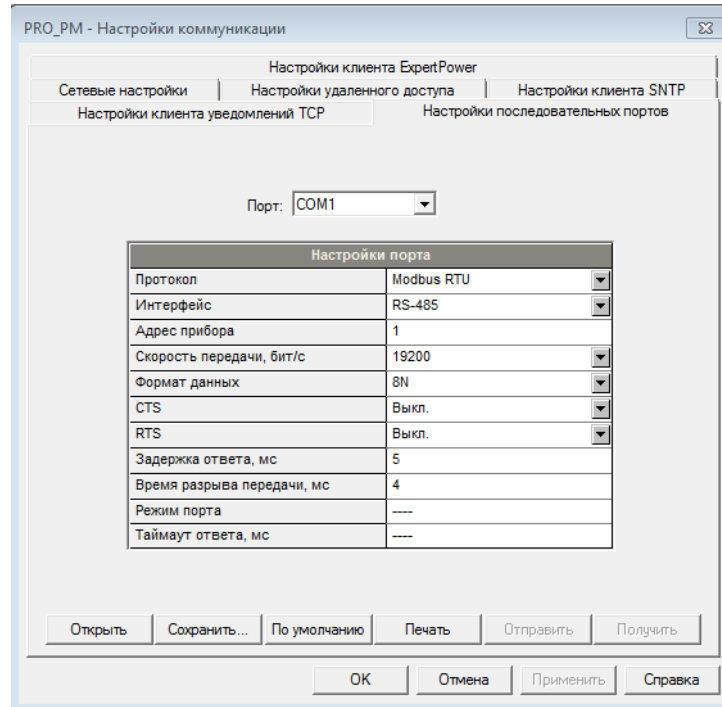 PRO_PM - Настройки коммуникации
Настройки клиента ExpertPower
Сетевые настройки Настройки удаленного доступа Настройки клиента SNTP
Настройки клиента уведомлений TCP Настройки последовательных портов
Порт: COM1
Настройки порта
Протокол Modbus RTU
Интерфейс RS-485
Адрес прибора 1
Скорость передачи, бит/с 19200
Формат данных 8N
CTS Выкл.
RTS Выкл.
Задержка ответа, мс 5
Время разрыва передачи, мс 4
Режим порта ----
Таймаут ответа, мс ----
Открыть Сохранить... По умолчанию Печать Отправить Получить
OK Отмена Применить Справка